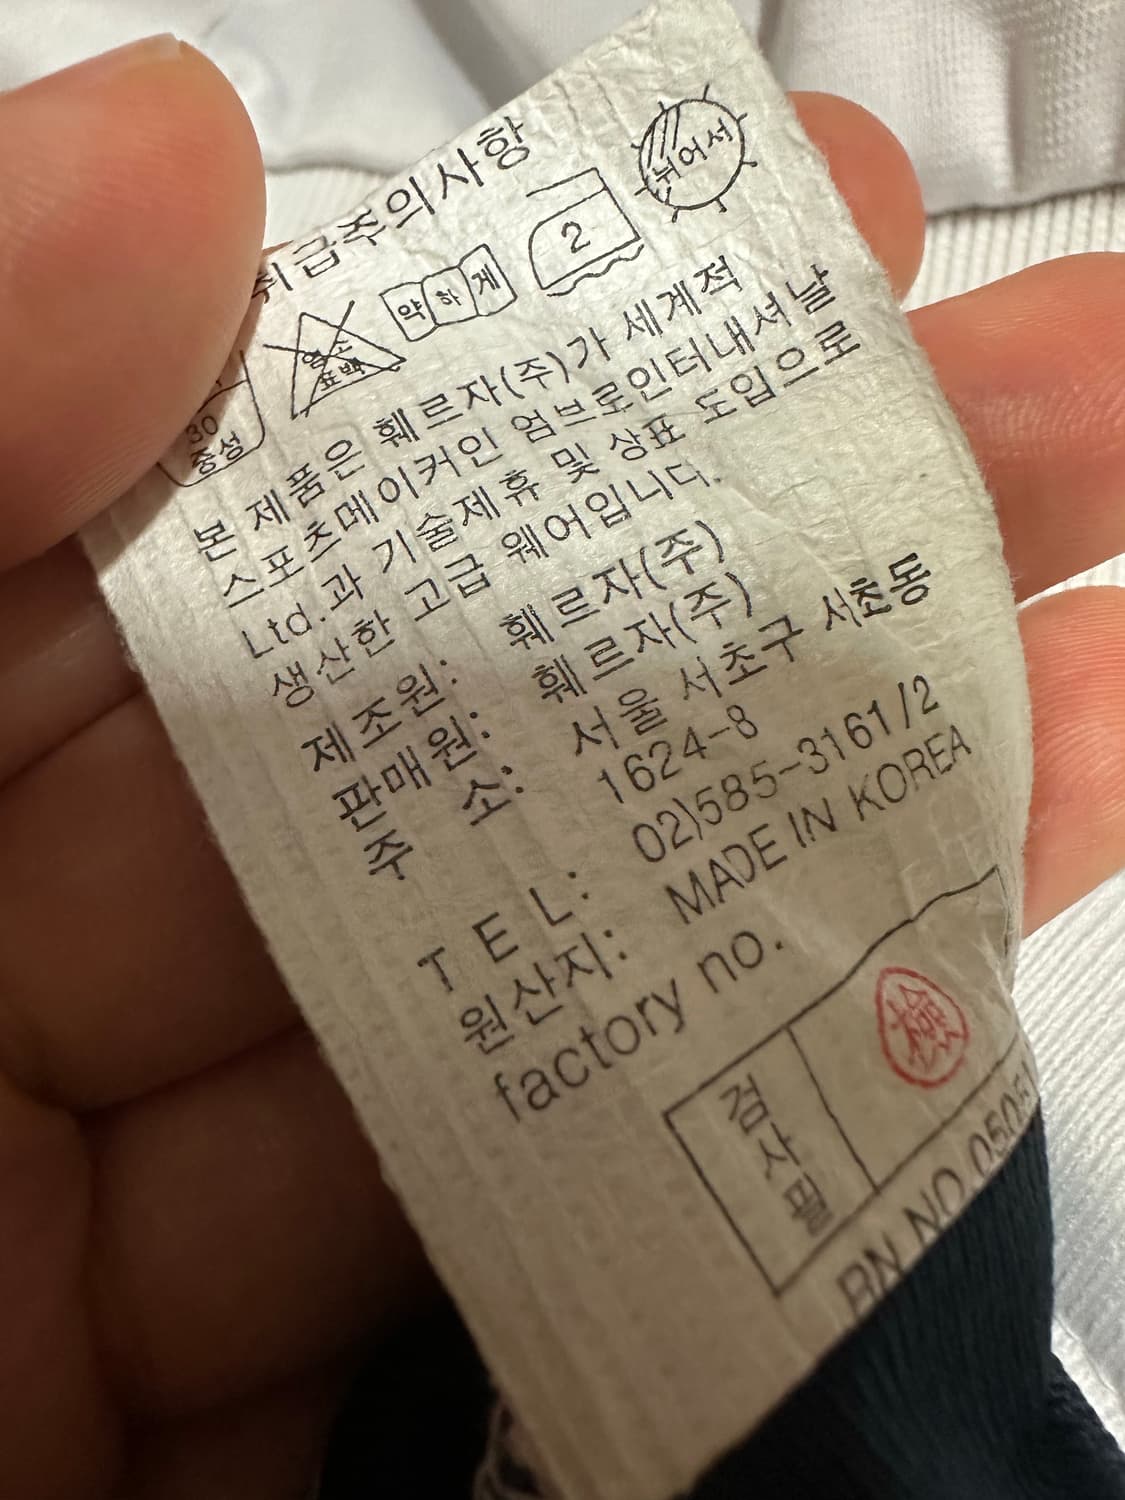 취급주의사항
30
중성
염소
표백
약하게
2
뉘어서
본 제품은 훼르자(주)가 세계적
스포츠메이커인 엄브로인터내셔날
Ltd.과 기술제휴 및 상표 도입으로
생산한 고급 웨어입니다.
제조원: 훼르자(주)
판매원: 훼르자(주)
주 소: 서울 서초구 서초동
1624-8
T E L: 02)585-3161/2
원산지: MADE IN KOREA
factory no.
검사필
檢
RN NO.